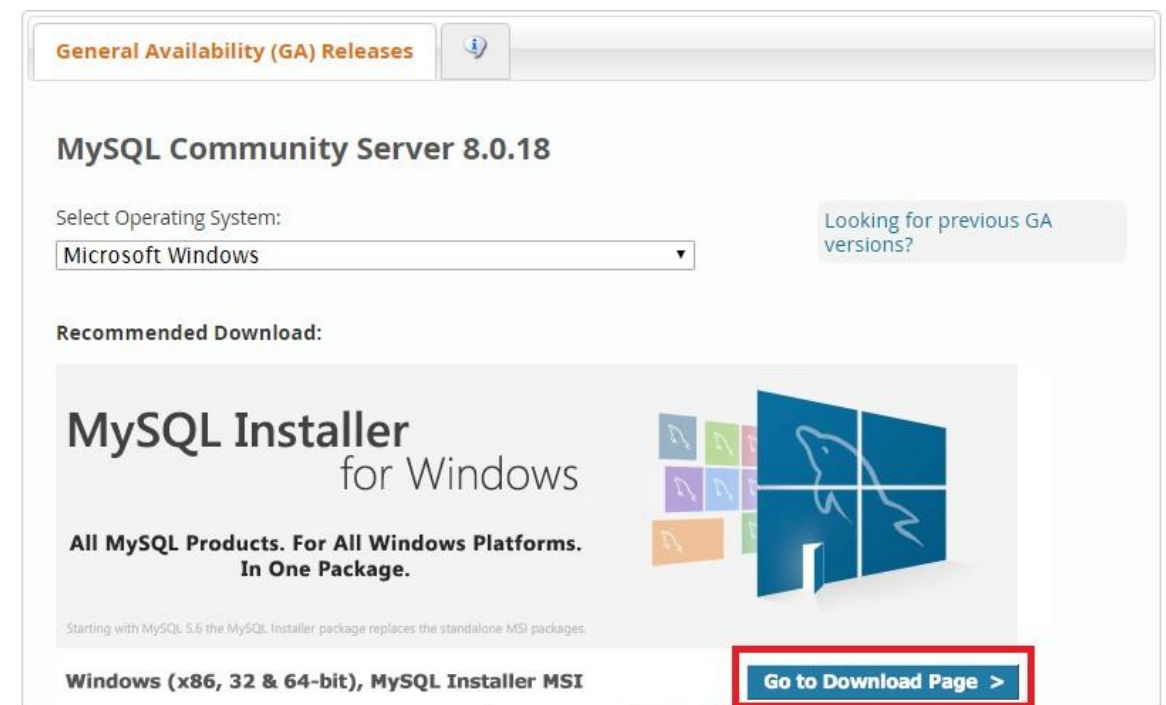 General Availability (GA) Releases
MySQL Community Server 8.0.18
Select Operating System:
Looking for previous GA
versions?
Microsoft Windows
Recommended Download:
MySQL Installer
for Windows
All MySQL Products. For All Windows Platforms.
In One Package.
Starting with MySQL 5.6 the MySQL Installer package replaces the standalone MSI packages.
Windows (x86, 32 & 64-bit), MySQL Installer MSI
Go to Download Page >